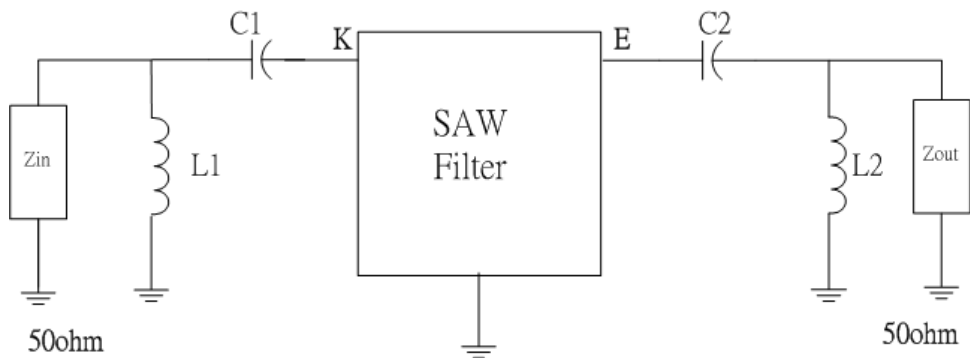 C1
C2
K
E
Zin
L1
SAW
Filter
L2
Zout
50ohm
50ohm